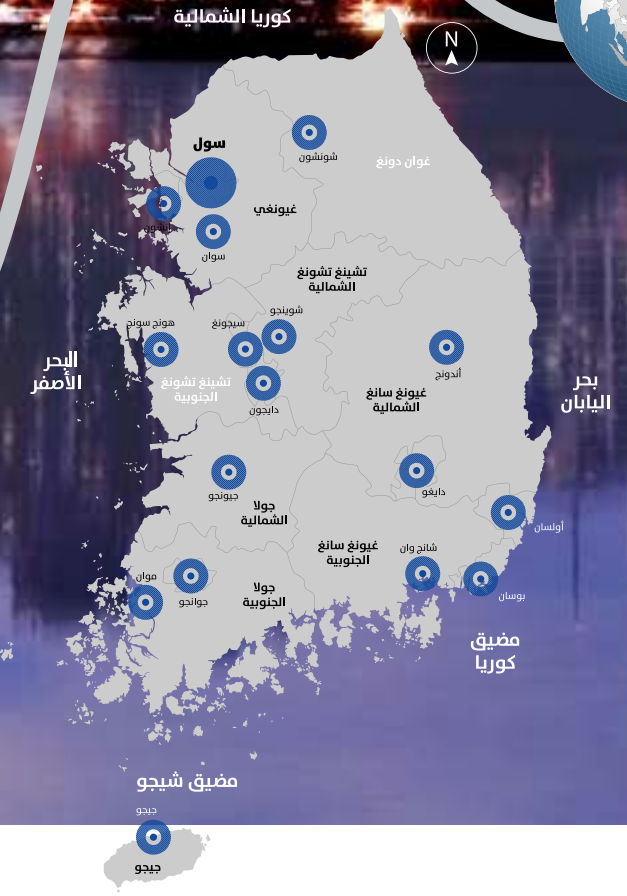 كوريا الشمالية
N
سول
شونشون
غوان دونغ
انشون
غيونغي
سوان
تشينغ تشونغ
الشمالية
شوينجو
سيجونغ
هونج سونج
البحر
الأصفر
تشينغ تشونغ
الجنوبية
دايجون
أندونج
غيونغ سانغ
الشمالية
بحر
اليابان
جيونجو
جولا
الشمالية
دايغو
أولسان
غيونغ سانغ
الجنوبية
شانج وان
بوسان
موان
جوانجو
جولا
الجنوبية
مضيق
كوريا
مضيق شيجو
جيجو
جيجو